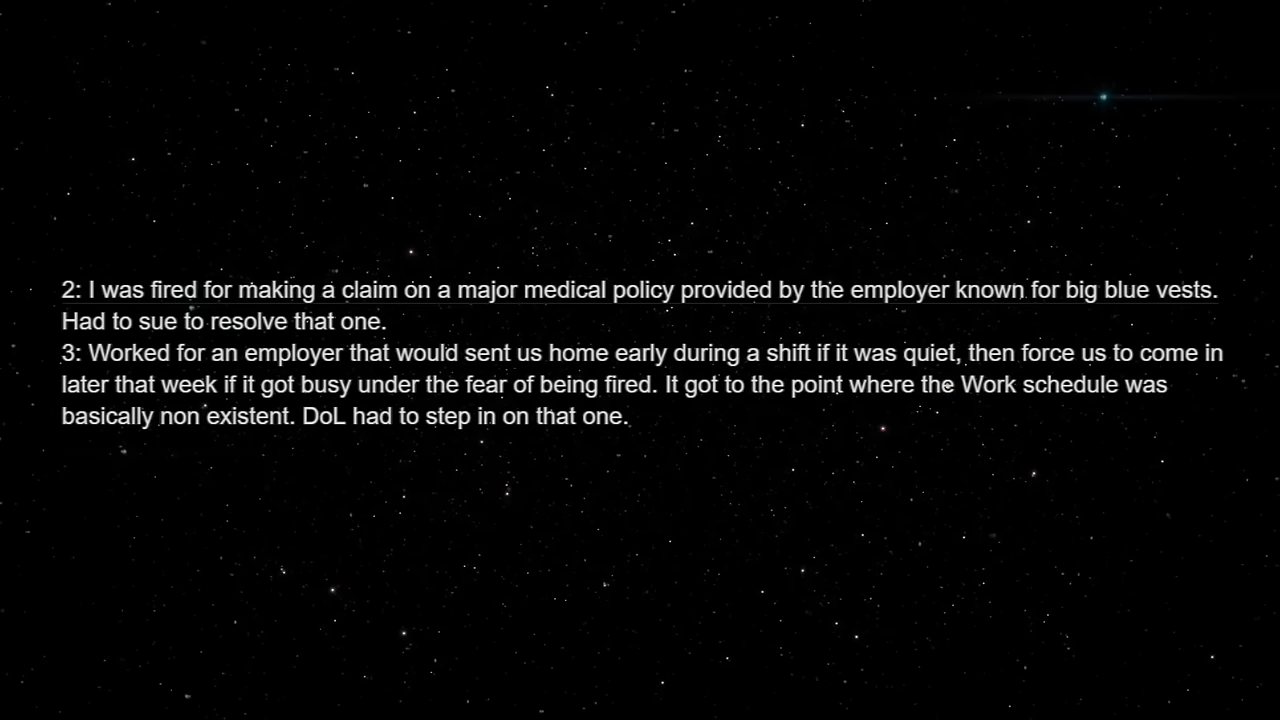 2: I was fired for making a claim on a major medical policy provided by the employer known for big blue vests.
Had to sue to resolve that one.
3: Worked for an employer that would sent us home early during a shift if it was quiet, then force us to come in
later that week if it got busy under the fear of being fired. It got to the point where the Work schedule was
basically non existent. DoL had to step in on that one.